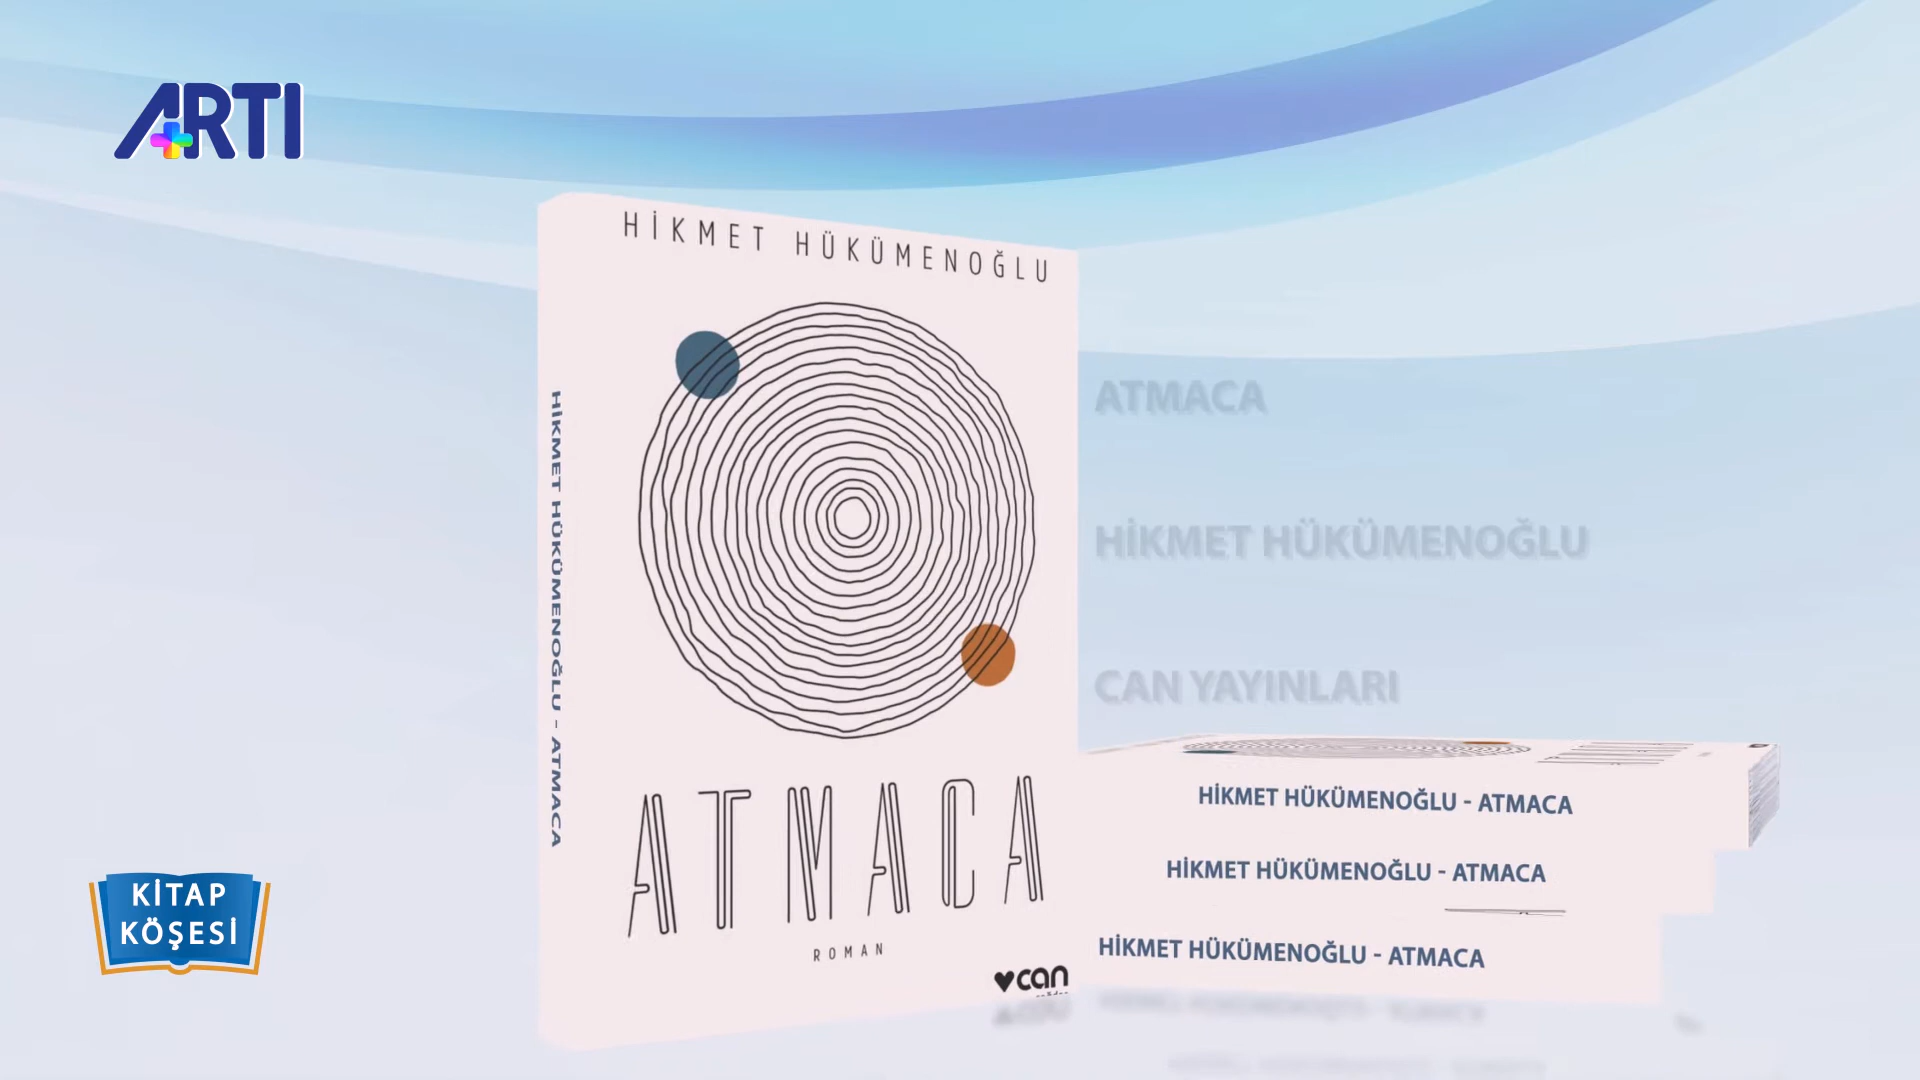 ARTI
HİKMET HÜKÜMENOĞLU
HİKMET HÜKÜMENOĞLU - ATMACA
ATMACA
ROMAN
can
ATMACA
HİKMET HÜKÜMENOĞLU
CAN YAYINLARI
HİKMET HÜKÜMENOĞLU - ATMACA
HİKMET HÜKÜMENOĞLU - ATMACA
HİKMET HÜKÜMENOĞLU - ATMACA
KİTAP
KÖŞESİ